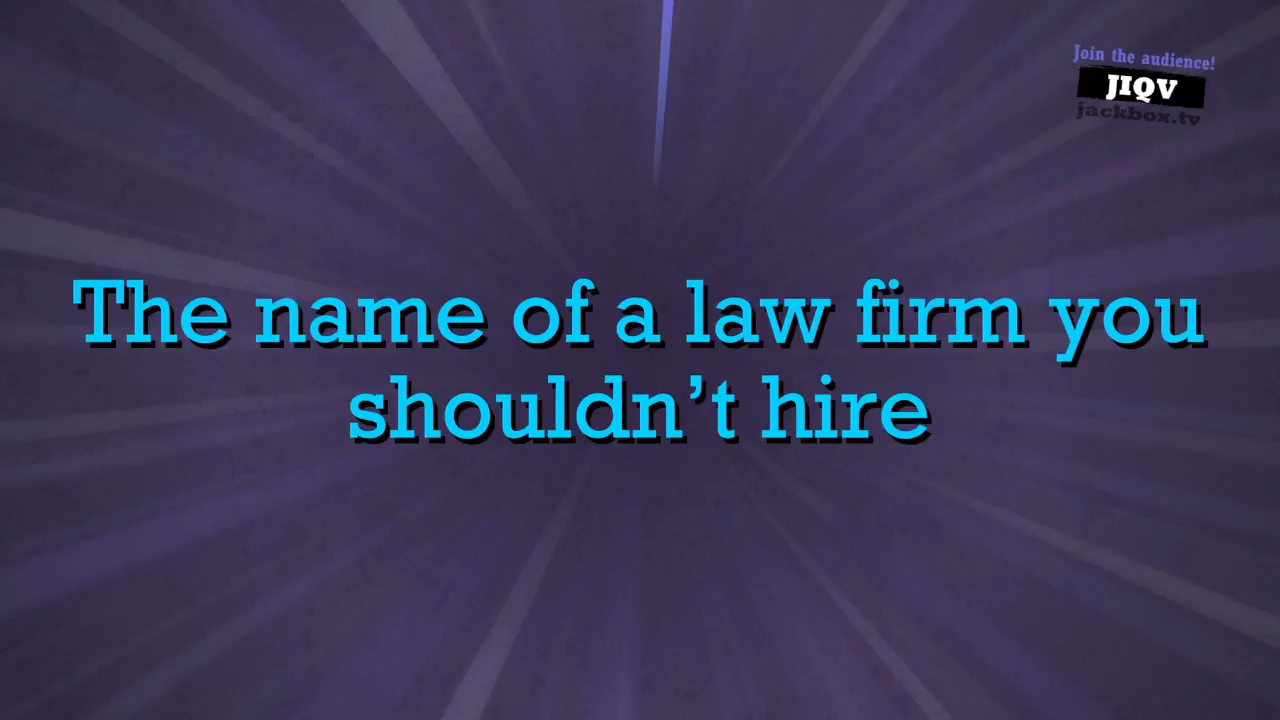 Join the audience!
JIQV
jackbox.tv
The name of a law firm you
shouldn’t hire